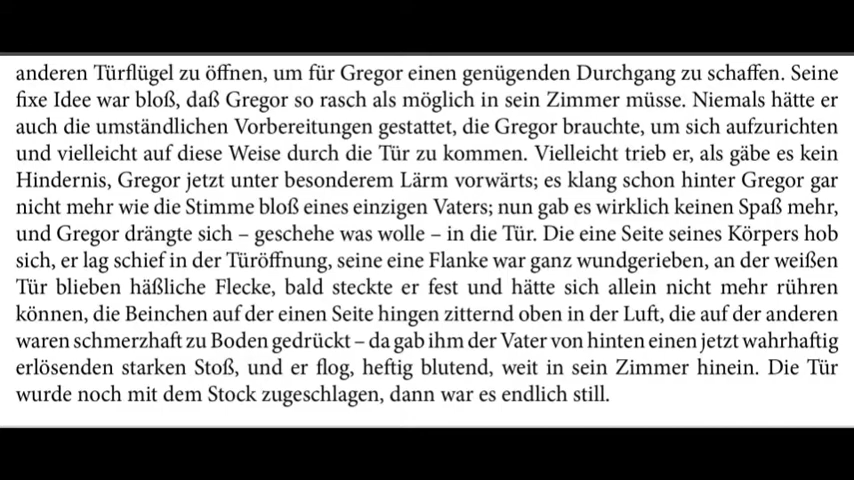 anderen Türflügel zu öffnen, um für Gregor einen genügenden Durchgang zu schaffen. Seine
fixe Idee war bloß, daß Gregor so rasch als möglich in sein Zimmer müsse. Niemals hätte er
auch die umständlichen Vorbereitungen gestattet, die Gregor brauchte, um sich aufzurichten
und vielleicht auf diese Weise durch die Tür zu kommen. Vielleicht trieb er, als gäbe es kein
Hindernis, Gregor jetzt unter besonderem Lärm vorwärts; es klang schon hinter Gregor gar
nicht mehr wie die Stimme bloß eines einzigen Vaters; nun gab es wirklich keinen Spaß mehr,
und Gregor drängte sich – geschehe was wolle – in die Tür. Die eine Seite seines Körpers hob
sich, er lag schief in der Türöffnung, seine eine Flanke war ganz wundgerieben, an der weißen
Tür blieben häßliche Flecke, bald steckte er fest und hätte sich allein nicht mehr rühren
können, die Beinchen auf der einen Seite hingen zitternd oben in der Luft, die auf der anderen
waren schmerzhaft zu Boden gedrückt – da gab ihm der Vater von hinten einen jetzt wahrhaftig
erlösenden starken Stoß, und er flog, heftig blutend, weit in sein Zimmer hinein. Die Tür
wurde noch mit dem Stock zugeschlagen, dann war es endlich still.